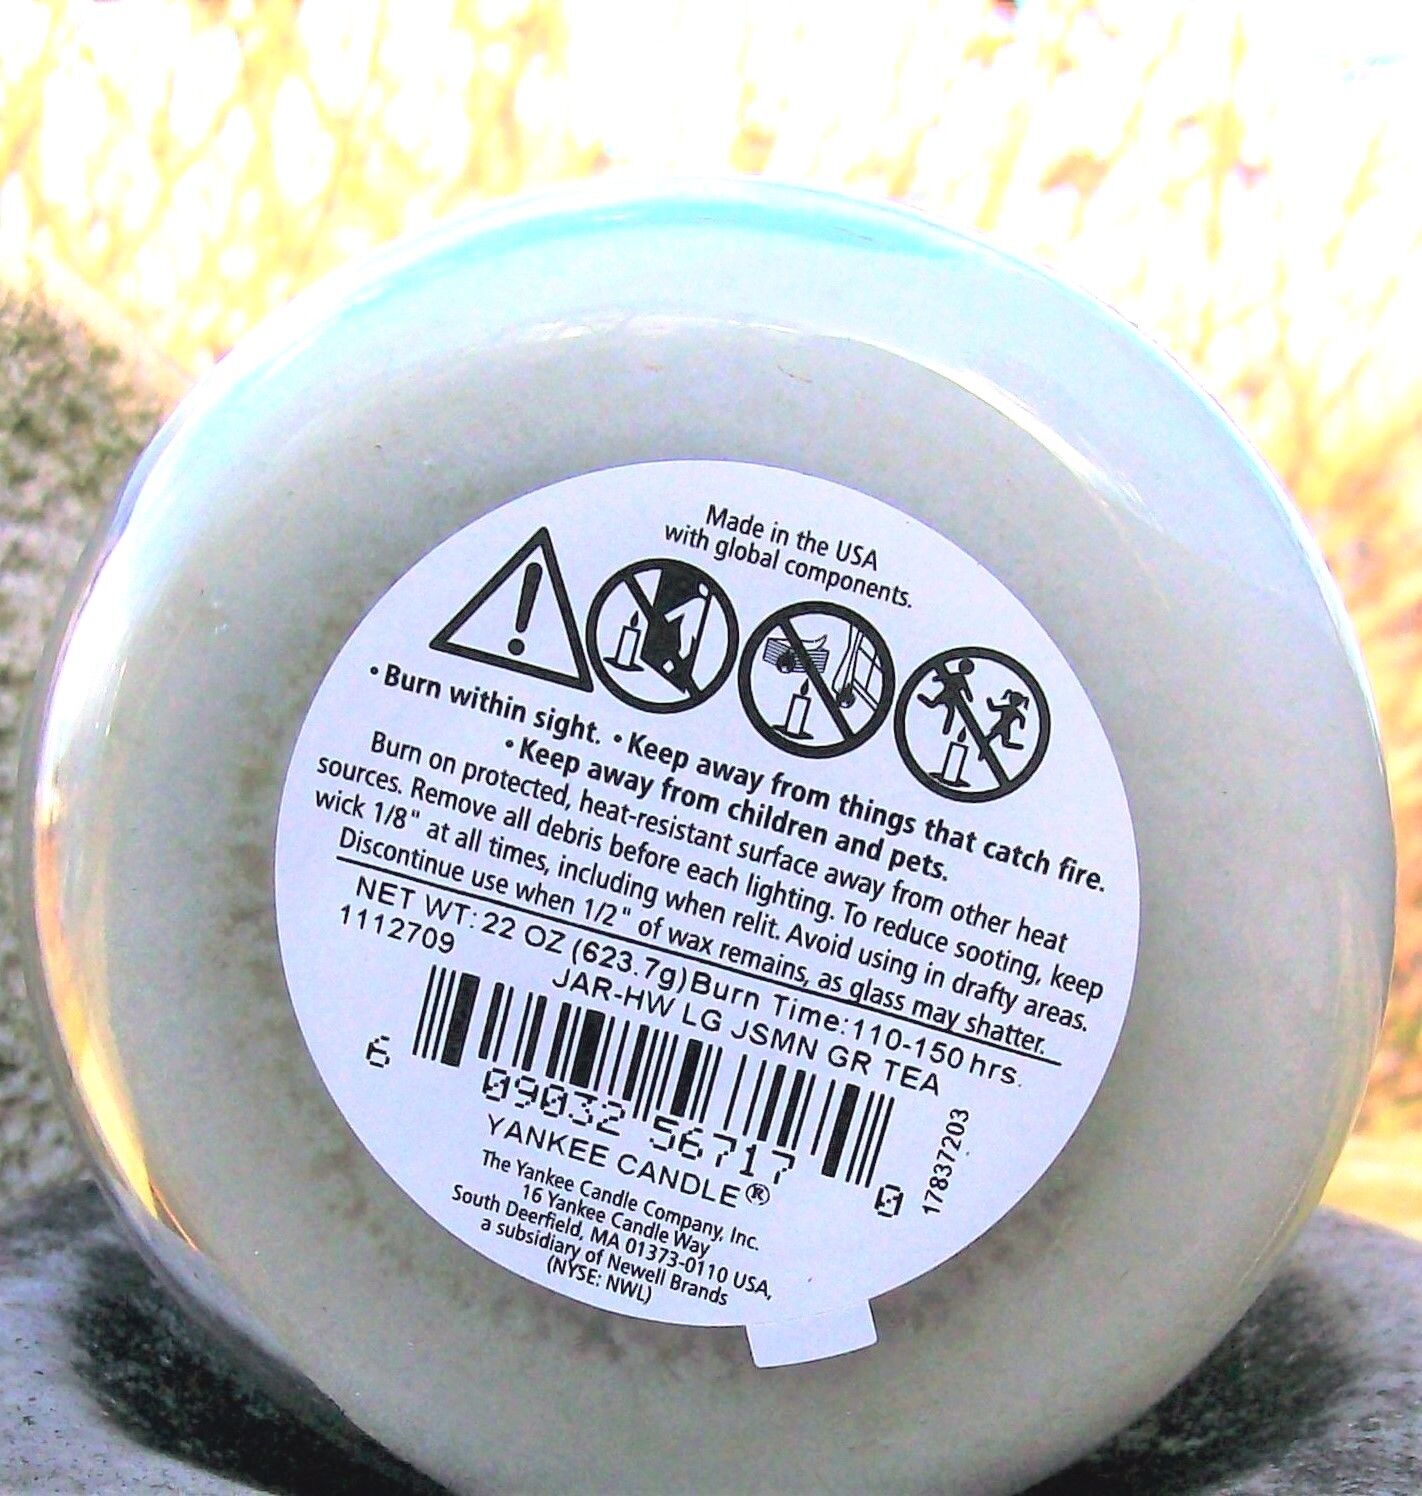 Made in the USA
with global components.
• Burn within sight. • Keep away from things that catch fire.
• Keep away from children and pets.
Burn on protected, heat-resistant surface away from other heat
sources. Remove all debris before each lighting. To reduce sooting, keep
wick 1/8" at all times, including when relit. Avoid using in drafty areas.
Discontinue use when 1/2" of wax remains, as glass may shatter.
NET WT: 22 OZ (623.7g) Burn Time: 110-150 hrs.
1112709
JAR-HW LG JSMN GR TEA
6 09032 56717 0
17837203
YANKEE CANDLE®
The Yankee Candle Company, Inc.
16 Yankee Candle Way
South Deerfield, MA 01373-0110 USA,
a subsidiary of Newell Brands
(NYSE: NWL)